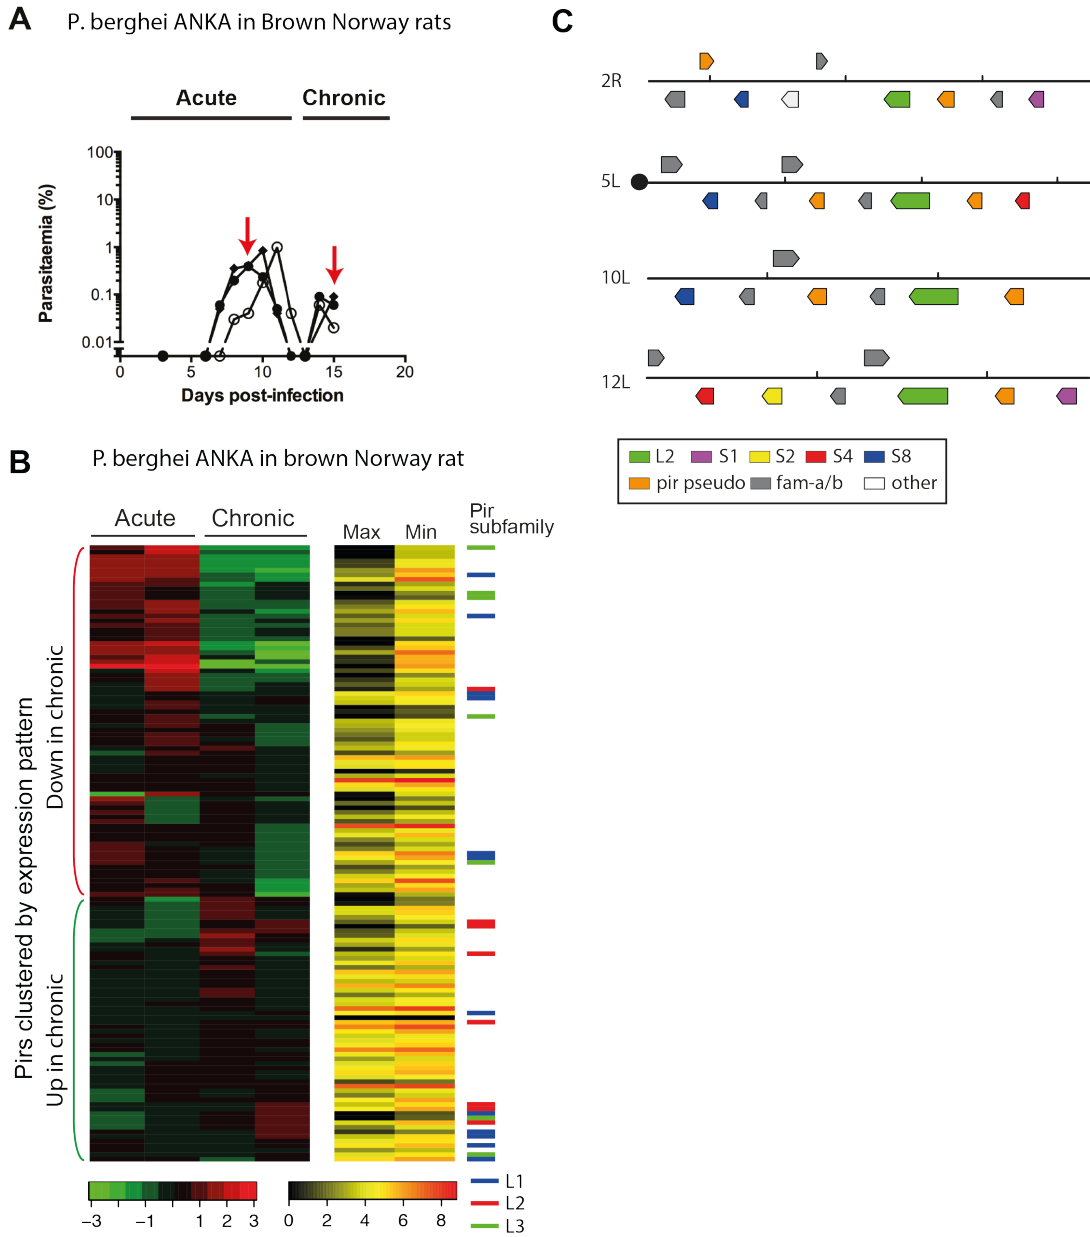 A P. berghei ANKA in Brown Norway rats
Acute Chronic
100
10
1
0.1
0.01
Parasitaemia (%)
0 5 10 15 20
Days post-infection
B P. berghei ANKA in brown Norway rat
Acute Chronic Max Min
Pir
subfamily
Pirs clustered by expression pattern
Down in chronic
Up in chronic
−3 −1 1 2 3
0 2 4 6 8
L1
L2
L3
C
2R
5L
10L
12L
L2 S1 S2 S4 S8
pir pseudo fam-a/b other